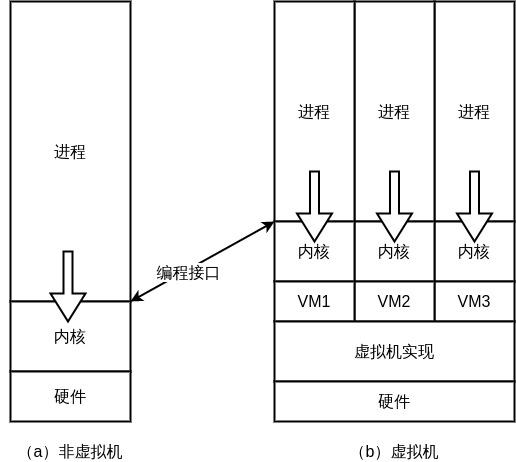 进程
内核
硬件
编程接口
进程 进程 进程
内核 内核 内核
VM1 VM2 VM3
虚拟机实现
硬件
（a）非虚拟机 （b）虚拟机